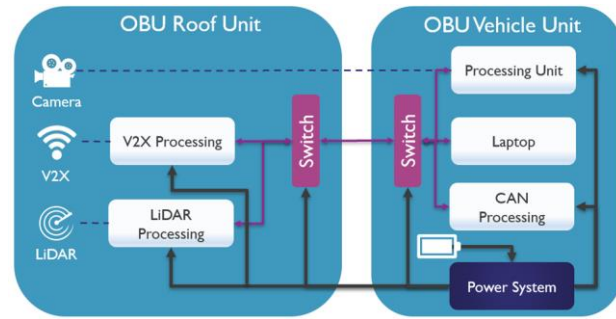 OBU Roof Unit
OBU Vehicle Unit
Camera
V2X
LiDAR
V2X Processing
LiDAR
Processing
Switch
Switch
Processing Unit
Laptop
CAN
Processing
Power System